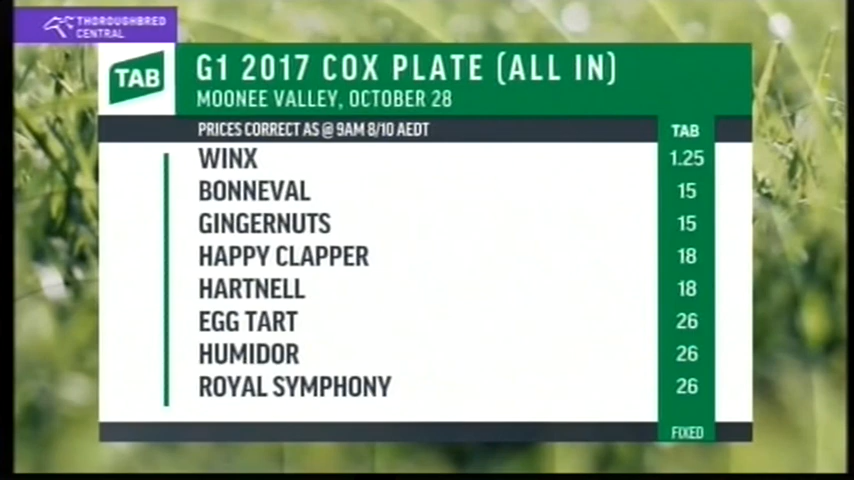 THOROUGHBRED
CENTRAL
TAB
G1 2017 COX PLATE (ALL IN)
MOONEE VALLEY, OCTOBER 28
PRICES CORRECT AS @ 9AM 8/10 AEDT TAB
WINX 1.25
BONNEVAL 15
GINGERNUTS 15
HAPPY CLAPPER 18
HARTNELL 18
EGG TART 26
HUMIDOR 26
ROYAL SYMPHONY 26
FIXED